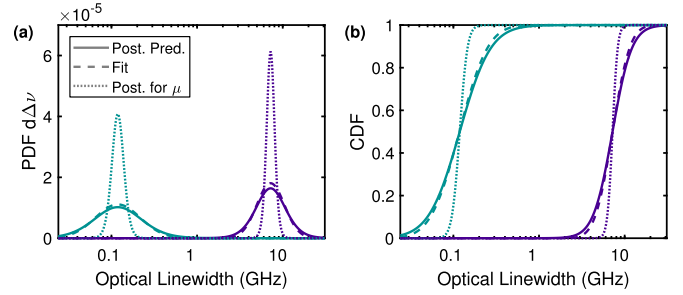 ×10^-5
(a)
6
4
2
0
PDF dΔν
Post. Pred.
Fit
Post. for μ
0.1
1
10
Optical Linewidth (GHz)
(b)
1
0.8
0.6
0.4
0.2
0
CDF
0.1
1
10
Optical Linewidth (GHz)